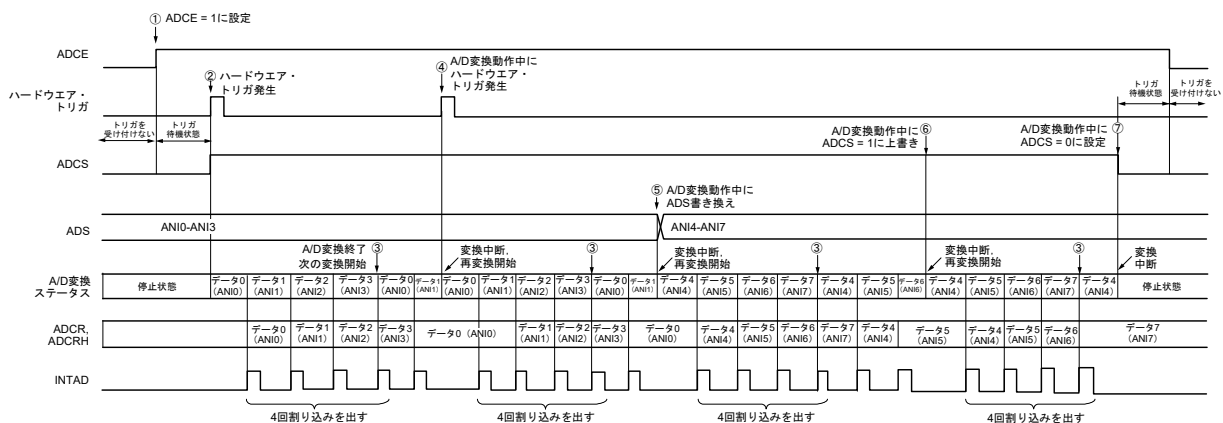 ① ADCE = 1に設定
ADCE
② ハードウエア・
トリガ発生
④ A/D変換動作中に
ハードウエア・
トリガ発生
ハードウエア・
トリガ
トリガ
待機状態
トリガを
受け付けない
トリガを
受け付けない
トリガ
待機状態
A/D変換動作中に ⑥
ADCS = 1に上書き
A/D変換動作中に ⑦
ADCS = 0に設定
ADCS
⑤ A/D変換動作中に
ADS書き換え
ADS
ANI0-ANI3
ANI4-ANI7
A/D変換終了 ③
次の変換開始
変換中断,
再変換開始
③
変換中断,
再変換開始
③
変換中断,
再変換開始
③
変換
中断
A/D変換
ステータス
停止状態
データ0 データ1 データ2 データ3 データ0 データ1 データ0 データ1 データ2 データ3 データ0 データ1 データ4 データ5 データ6 データ7 データ4 データ5 データ6 データ4 データ5 データ6 データ7 データ4
(ANI0) (ANI1) (ANI2) (ANI3) (ANI0) (ANI1) (ANI0) (ANI1) (ANI2) (ANI3) (ANI0) (ANI1) (ANI4) (ANI5) (ANI6) (ANI7) (ANI4) (ANI5) (ANI6) (ANI4) (ANI5) (ANI6) (ANI7) (ANI4)
停止状態
ADCR,
ADCRH
データ0 データ1 データ2 データ3 データ0 (ANI0) データ1 データ2 データ3 データ0 データ4 データ5 データ6 データ7 データ4 データ5 データ4 データ5 データ6 データ7
(ANI0) (ANI1) (ANI2) (ANI3) (ANI1) (ANI2) (ANI3) (ANI0) (ANI4) (ANI5) (ANI6) (ANI7) (ANI4) (ANI5) (ANI4) (ANI5) (ANI6) (ANI7)
INTAD
4回割り込みを出す
4回割り込みを出す
4回割り込みを出す
4回割り込みを出す